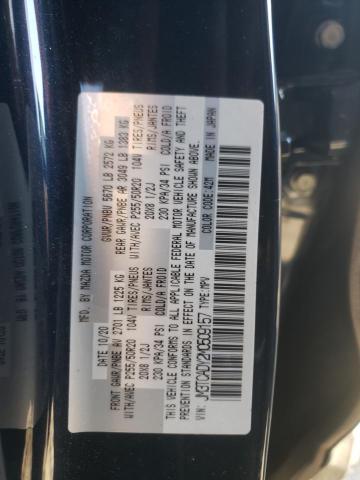 MFD. BY MAZDA MOTOR CORPORATION
10/20 GVWR/PNBV 5670 LB 2572 KG
FRONT GAWR/PNBE AV 2701 LB 1225 KG REAR GAWR/PNBE AR 3049 LB 1383 KG
WITH/AVEC P255/50R20 104V TIRES/PNEUS WITH/AVEC P255/50R20 104V TIRES/PNEUS
20X8 1/2J RIMS/JANTES 20X8 1/2J RIMS/JANTES
230 KPA/34 PSI COLD/A FROID 230 KPA/34 PSI COLD/A FROID
THIS VEHICLE CONFORMS TO ALL APPLICABLE FEDERAL MOTOR VEHICLE SAFETY AND THEFT
PREVENTION STANDARDS IN EFFECT ON THE DATE OF MANUFACTURE SHOWN ABOVE.
VIN: TYPE: MPV COLOR CODE: 42M MADE IN JAPAN